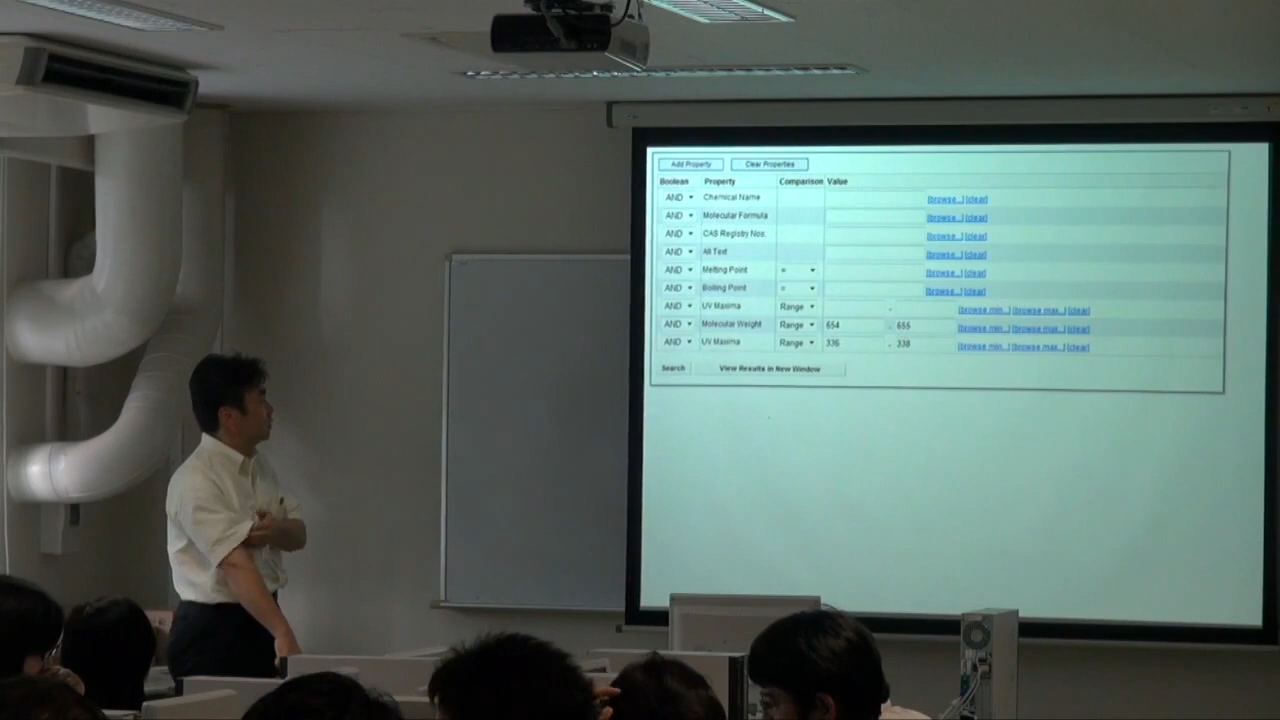 Add Property Clear Properties
Boolean Property Comparison Value
AND Chemical Name [browse...] [clear]
AND Molecular Formula [browse...] [clear]
AND CAS Registry Nos. [browse...] [clear]
AND All Text [browse...] [clear]
AND Melting Point = [browse...] [clear]
AND Boiling Point = [browse...] [clear]
AND UV Maxima Range - [browse min...] [browse max...] [clear]
AND Molecular Weight Range 654 - 655 [browse min...] [browse max...] [clear]
AND UV Maxima Range 336 - 338 [browse min...] [browse max...] [clear]
Search View Results in New Window